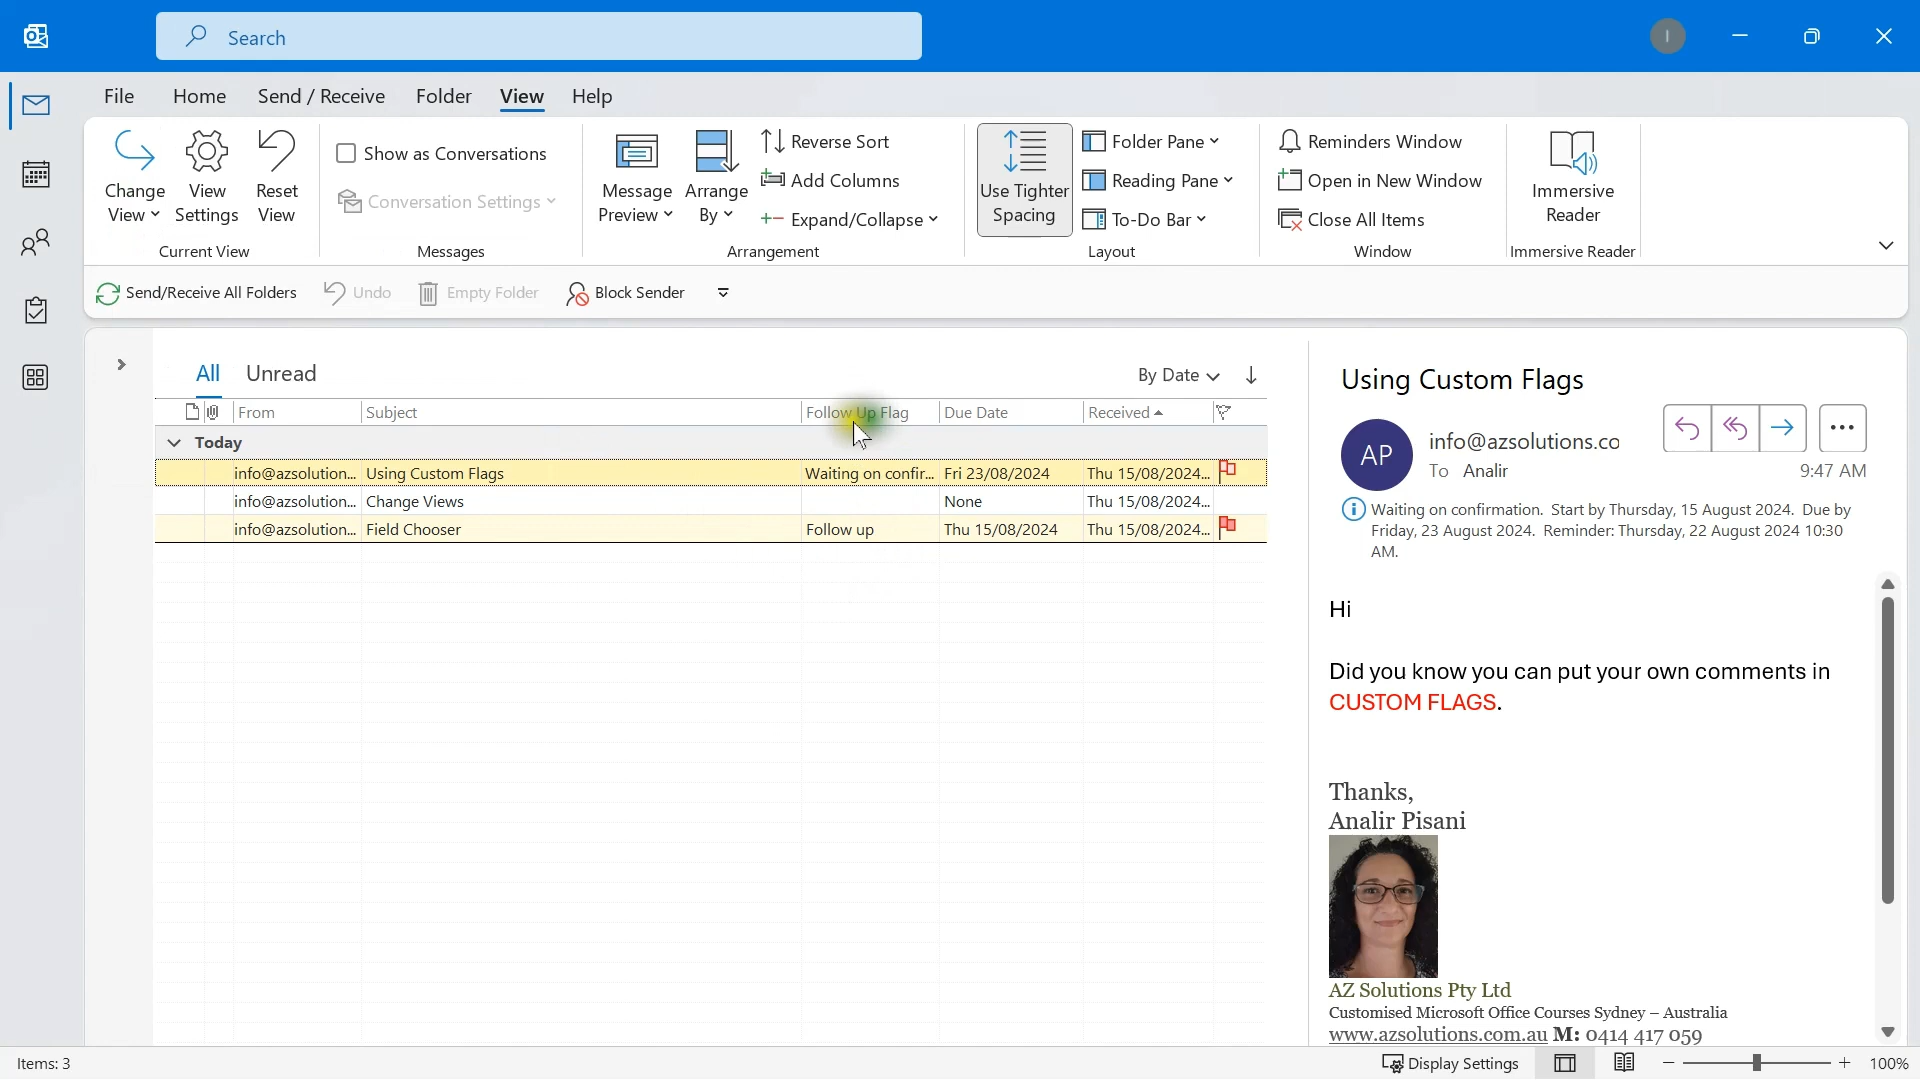 Search
I
File Home Send / Receive Folder View Help
Change View
View Settings
Reset View
Current View
Show as Conversations
Conversation Settings
Messages
Message Preview
Arrange By
Reverse Sort
Add Columns
Expand/Collapse
Arrangement
Use Tighter Spacing
Folder Pane
Reading Pane
To-Do Bar
Layout
Reminders Window
Open in New Window
Close All Items
Window
Immersive Reader
Immersive Reader
Send/Receive All Folders Undo Empty Folder Block Sender
All Unread By Date
From Subject Follow Up Flag Due Date Received
Today
info@azsolution... Using Custom Flags Waiting on confir... Fri 23/08/2024 Thu 15/08/2024...
info@azsolution... Change Views None Thu 15/08/2024...
info@azsolution... Field Chooser Follow up Thu 15/08/2024 Thu 15/08/2024...
Using Custom Flags
AP
info@azsolutions.co
To Analir
9:47 AM
Waiting on confirmation. Start by Thursday, 15 August 2024. Due by
Friday, 23 August 2024. Reminder: Thursday, 22 August 2024 10:30
AM.
Hi
Did you know you can put your own comments in
CUSTOM FLAGS.
Thanks,
Analir Pisani
AZ Solutions Pty Ltd
Customised Microsoft Office Courses Sydney – Australia
www.azsolutions.com.au M: 0414 417 059
Items: 3 Display Settings 100%